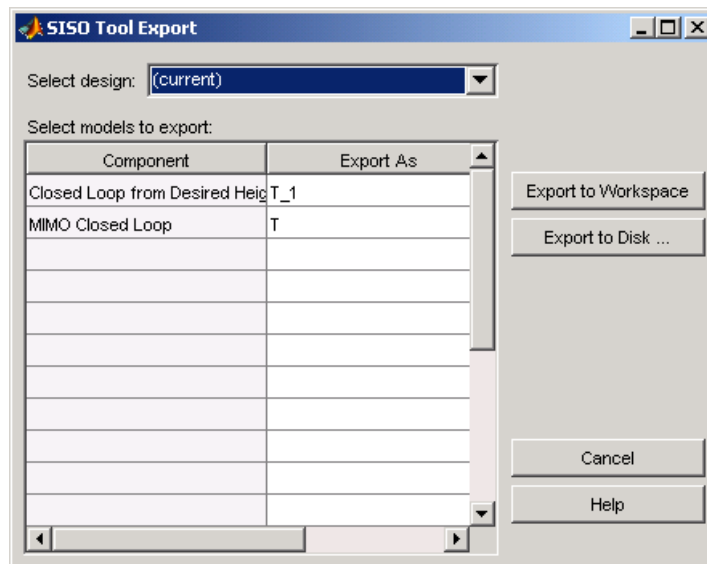 SISO Tool Export
Select design: (current)
Select models to export:
Component Export As
Closed Loop from Desired Heig T_1
MIMO Closed Loop T
Export to Workspace
Export to Disk ...
Cancel
Help